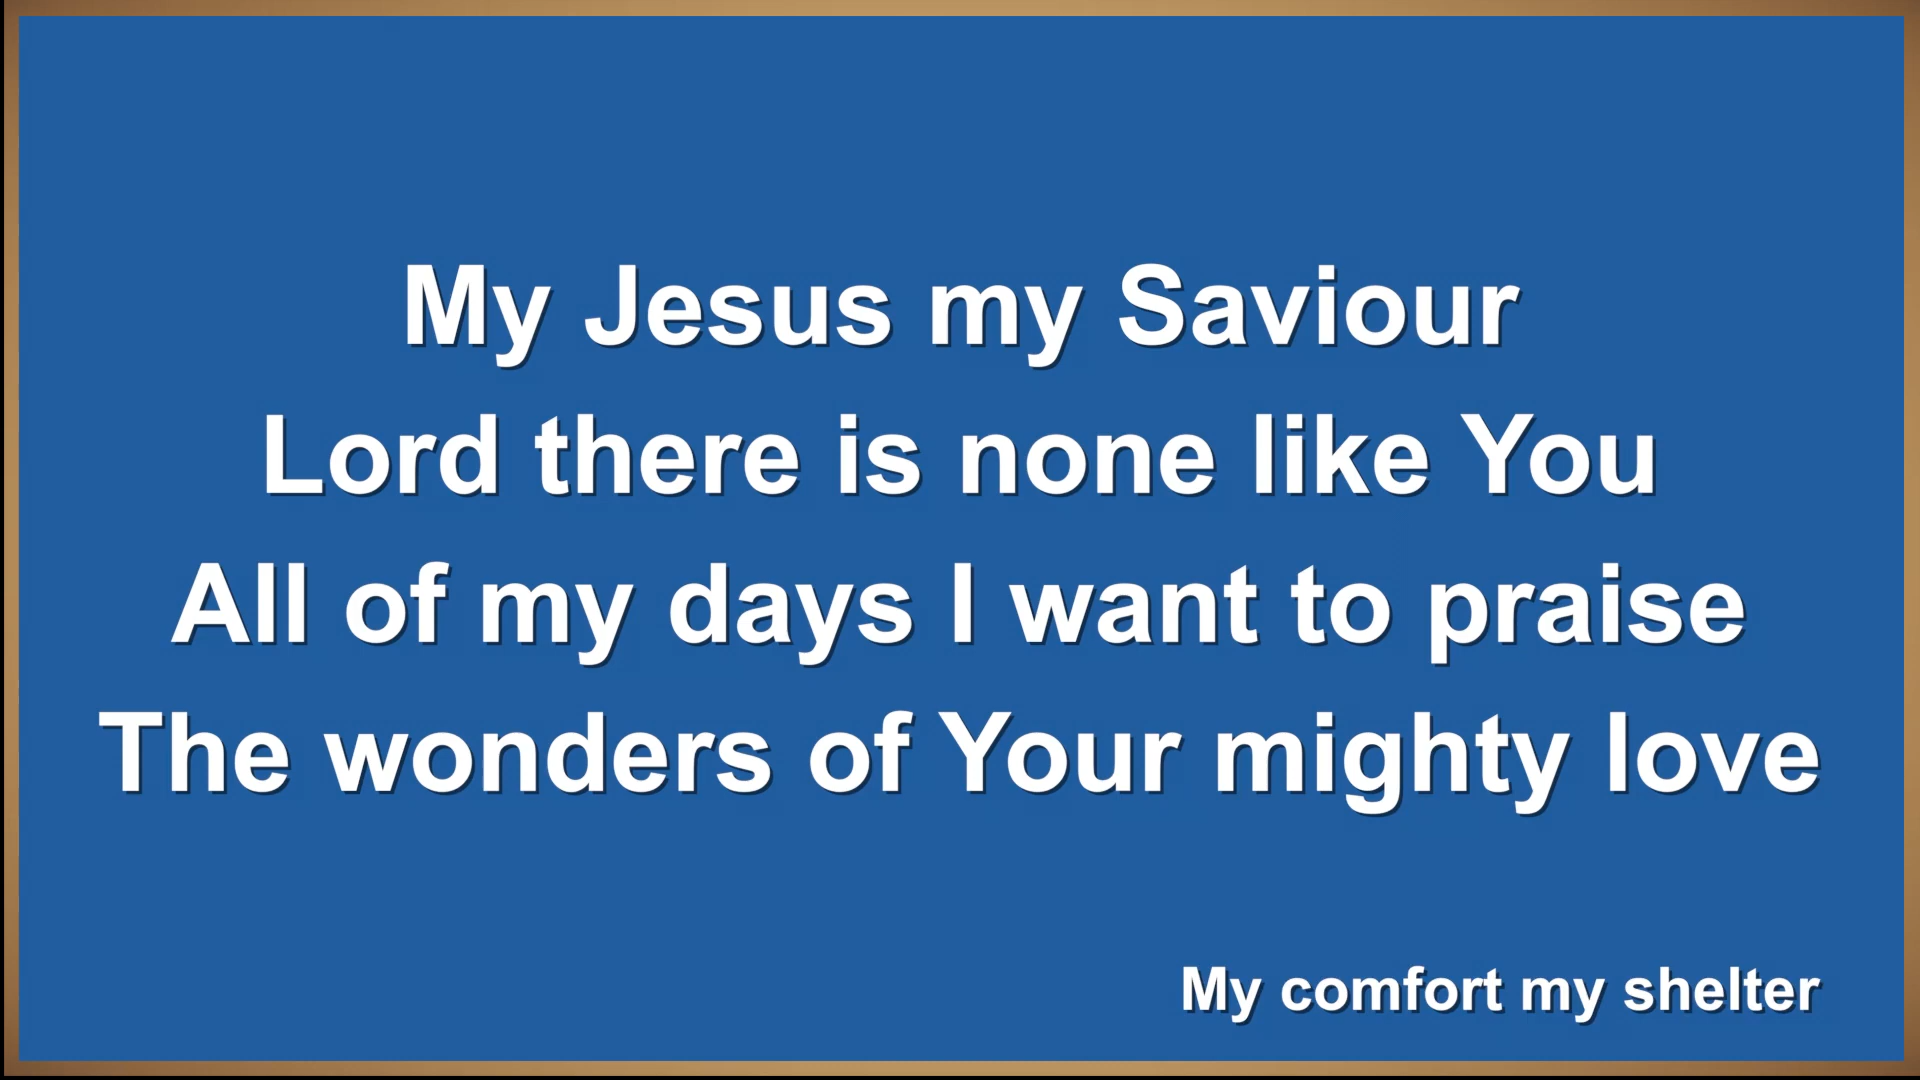 My Jesus my Saviour
Lord there is none like You
All of my days I want to praise
The wonders of Your mighty love
My comfort my shelter